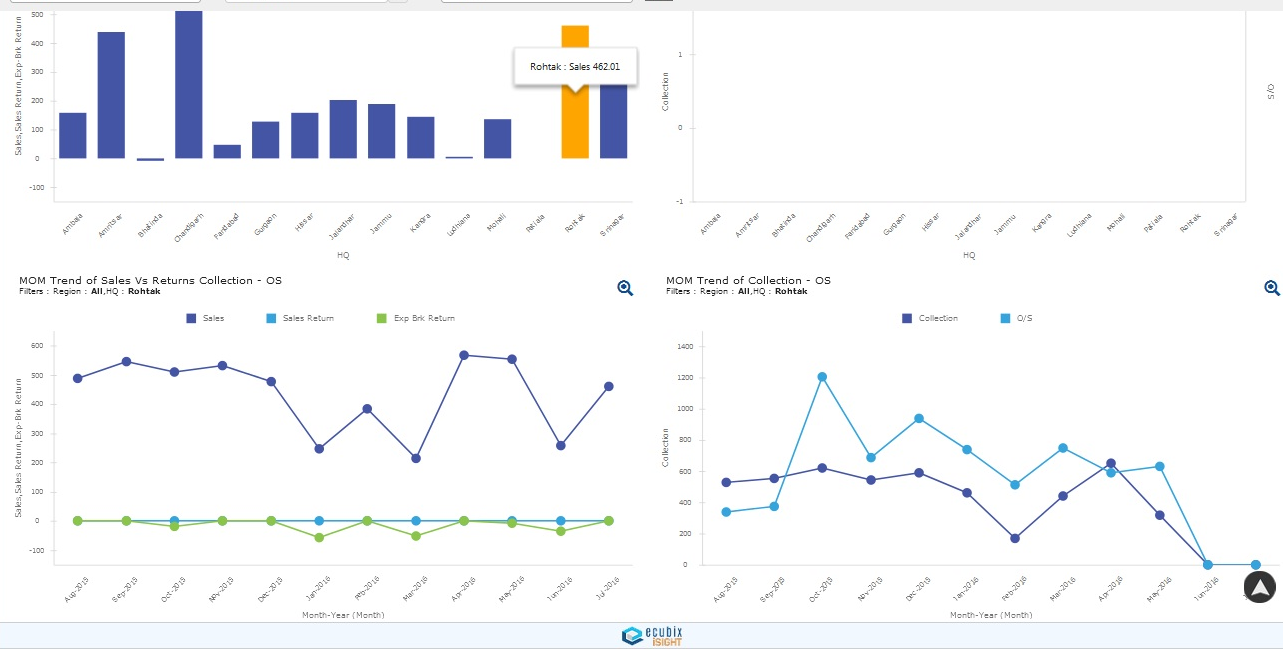 Sales,Sales Return,Exp-Brk Return
500
400
300
200
100
0
-100
Rohtak : Sales 462.01
Ambala
Amritsar
Bhatinda
Chandigarh
Faridabad
Gurgaon
Hissar
Jalandhar
Jammu
Kangra
Ludhiana
Mohali
Patiala
Rohtak
Srinagar
HQ
Collection
1
0
-1
O/S
Ambala
Amritsar
Bhatinda
Chandigarh
Faridabad
Gurgaon
Hissar
Jalandhar
Jammu
Kangra
Ludhiana
Mohali
Patiala
Rohtak
Srinagar
HQ
MOM Trend of Sales Vs Returns Collection - OS
Filters : Region : All,HQ : Rohtak
Sales
Sales Return
Exp Brk Return
Sales,Sales Return,Exp-Brk Return
600
500
400
300
200
100
0
-100
Aug-2015
Sep-2015
Oct-2015
Nov-2015
Dec-2015
Jan-2016
Feb-2016
Mar-2016
Apr-2016
May-2016
Jun-2016
Jul-2016
Month-Year (Month)
MOM Trend of Collection - OS
Filters : Region : All,HQ : Rohtak
Collection
O/S
Collection
1400
1200
1000
800
600
400
200
0
Aug-2015
Sep-2015
Oct-2015
Nov-2015
Dec-2015
Jan-2016
Feb-2016
Mar-2016
Apr-2016
May-2016
Jun-2016
Month-Year (Month)
ecubix
iSIGHT